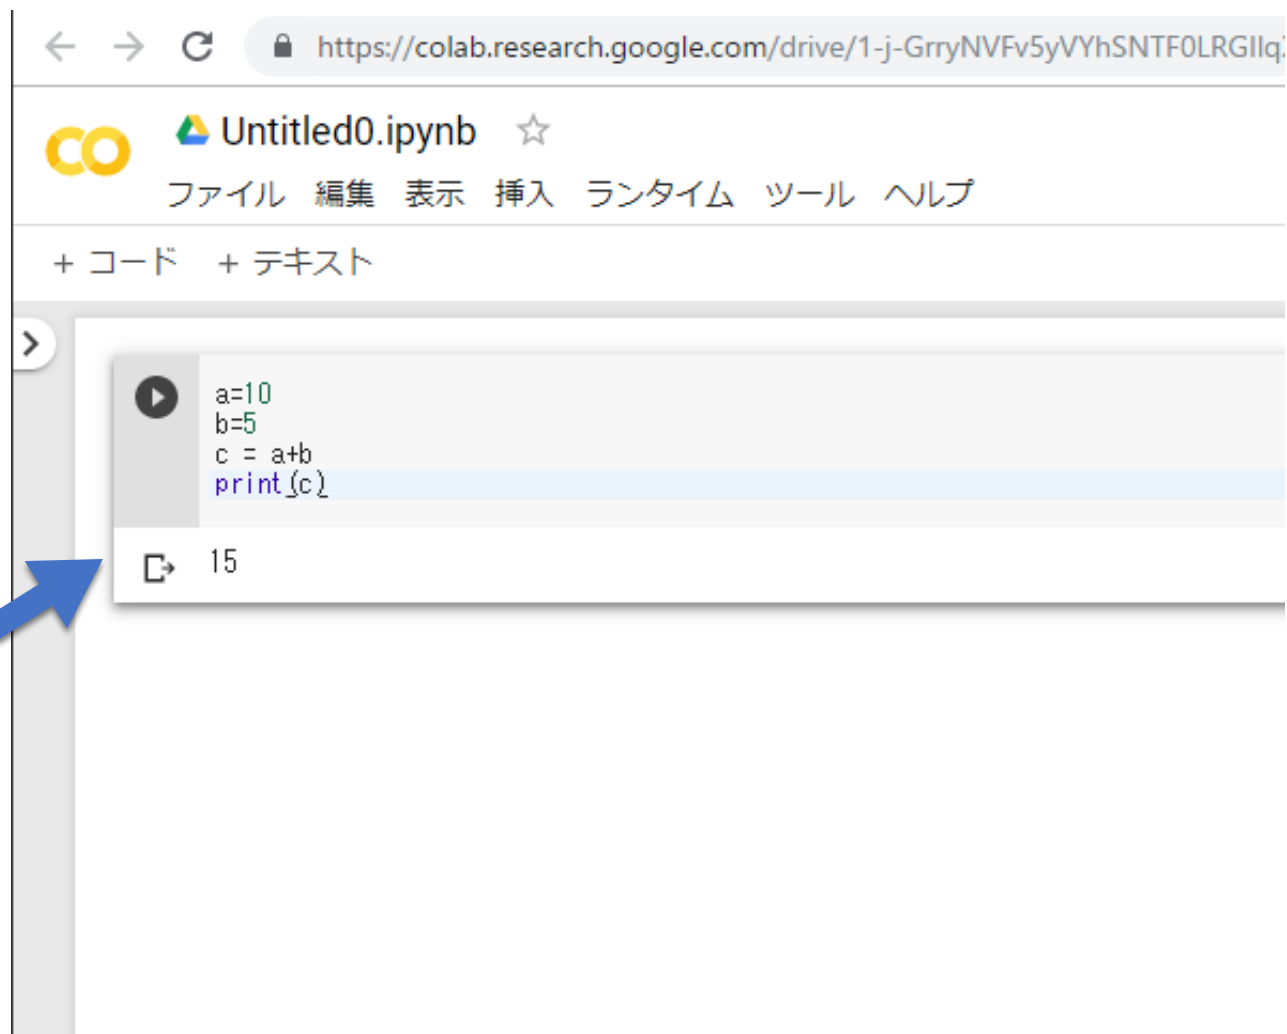 https://colab.research.google.com/drive/1-j-GrryNVFv5yVYhSNTF0LRGIlq
CO Untitled0.ipynb
ファイル 編集 表示 挿入 ランタイム ツール ヘルプ
+ コード + テキスト
a=10
b=5
c = a+b
print(c)
15